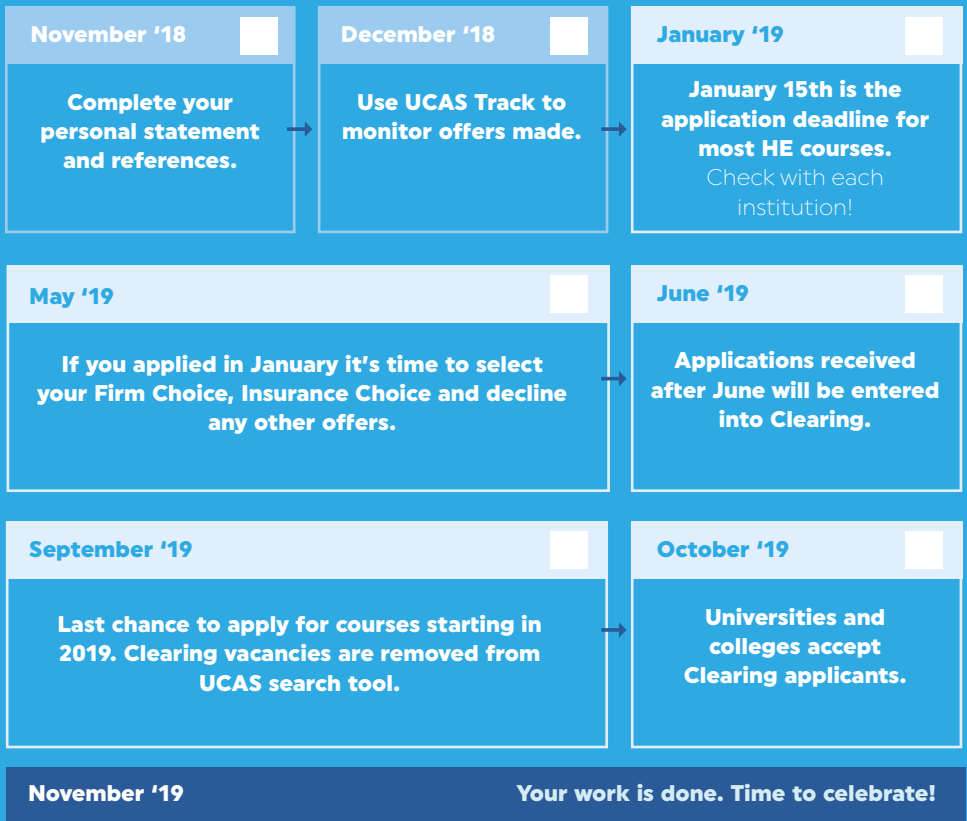 November ‘18
Complete your
personal statement
and references.
December ‘18
Use UCAS Track to
monitor offers made.
January ‘19
January 15th is the
application deadline for
most HE courses.
Check with each
institution!
May ‘19
If you applied in January it’s time to select
your Firm Choice, Insurance Choice and decline
any other offers.
June ‘19
Applications received
after June will be entered
into Clearing.
September ‘19
Last chance to apply for courses starting in
2019. Clearing vacancies are removed from
UCAS search tool.
October ‘19
Universities and
colleges accept
Clearing applicants.
November ‘19
Your work is done. Time to celebrate!